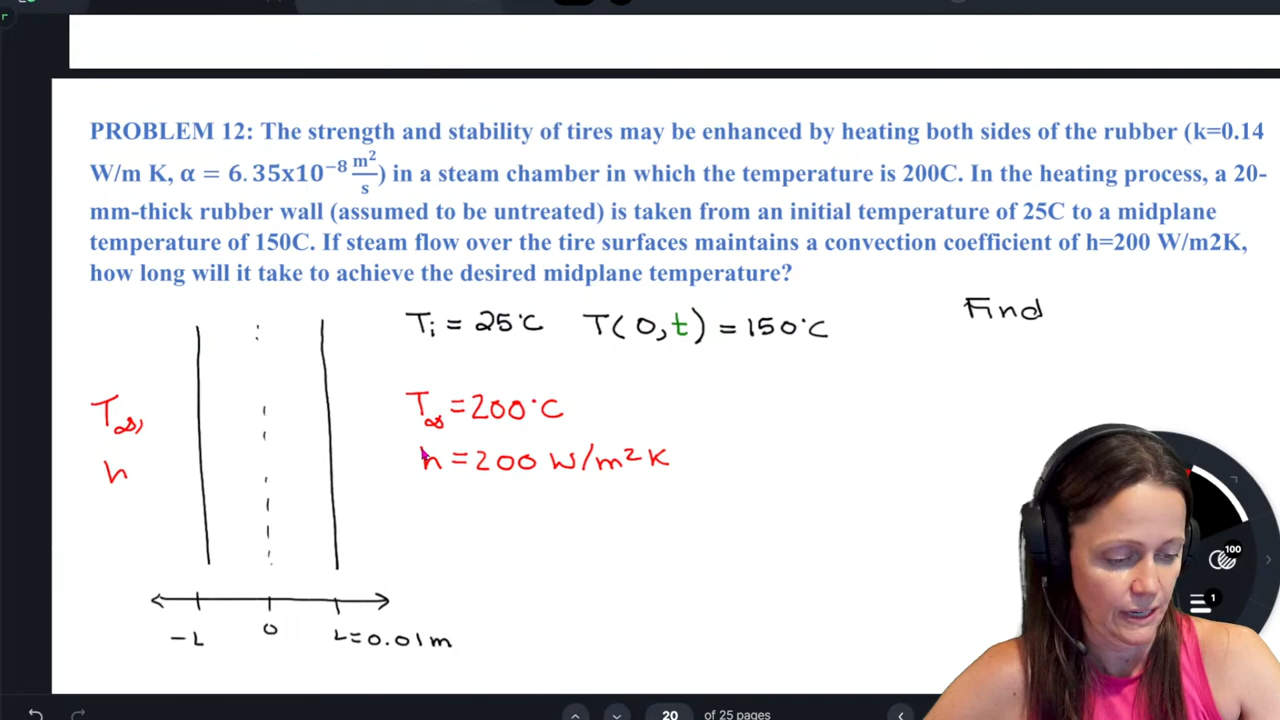 PROBLEM 12: The strength and stability of tires may be enhanced by heating both sides of the rubber (k=0.14
W/m K, α = 6.35x10⁻⁸ m²/s) in a steam chamber in which the temperature is 200C. In the heating process, a 20-
mm-thick rubber wall (assumed to be untreated) is taken from an initial temperature of 25C to a midplane
temperature of 150C. If steam flow over the tire surfaces maintains a convection coefficient of h=200 W/m2K,
how long will it take to achieve the desired midplane temperature?
Find
Ti = 25°C T(0,t) = 150°C
T∞,
T∞ = 200°C
h
h = 200 W/m²K
-L 0 L=0.01m
100
1
20 of 25 pages